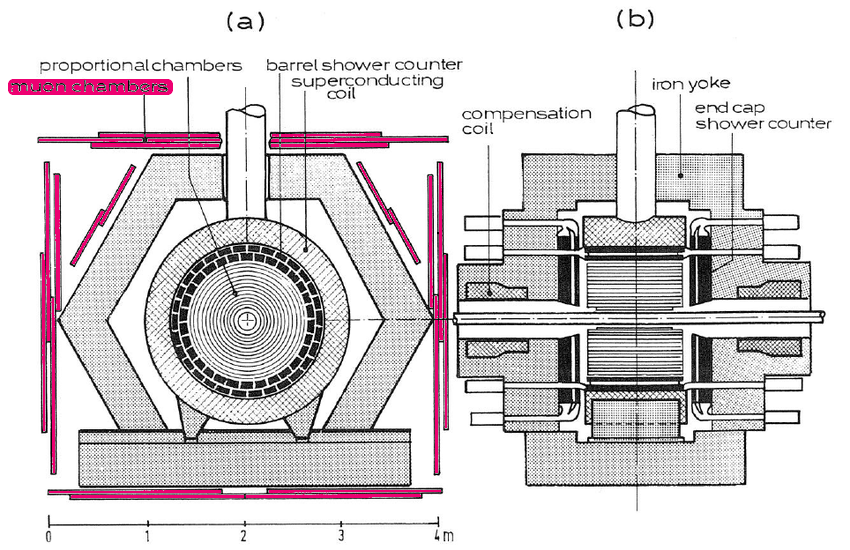 (a)
(b)
proportional chambers
barrel shower counter
muon chambers
superconducting
coil
iron yoke
compensation
coil
end cap
shower counter
0 1 2 3 4 m